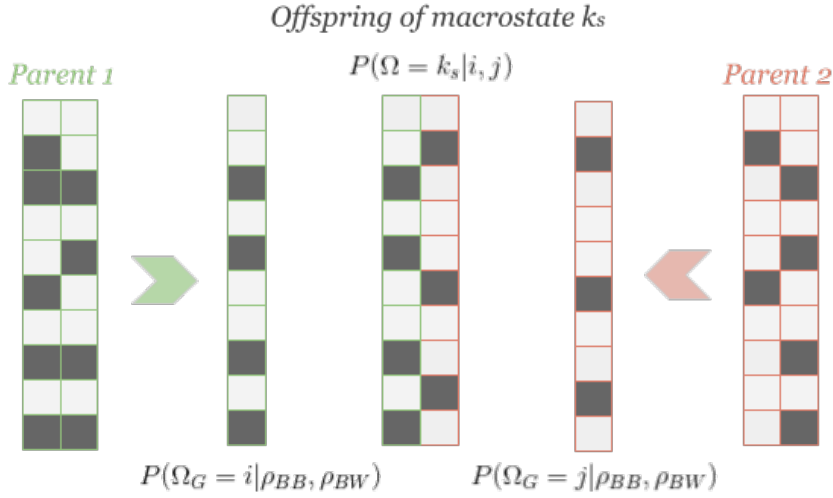 Offspring of macrostate kₛ
P(Ω = kₛ|i, j)
Parent 1
Parent 2
P(Ω_G = i|ρ_BB, ρ_BW)
P(Ω_G = j|ρ_BB, ρ_BW)